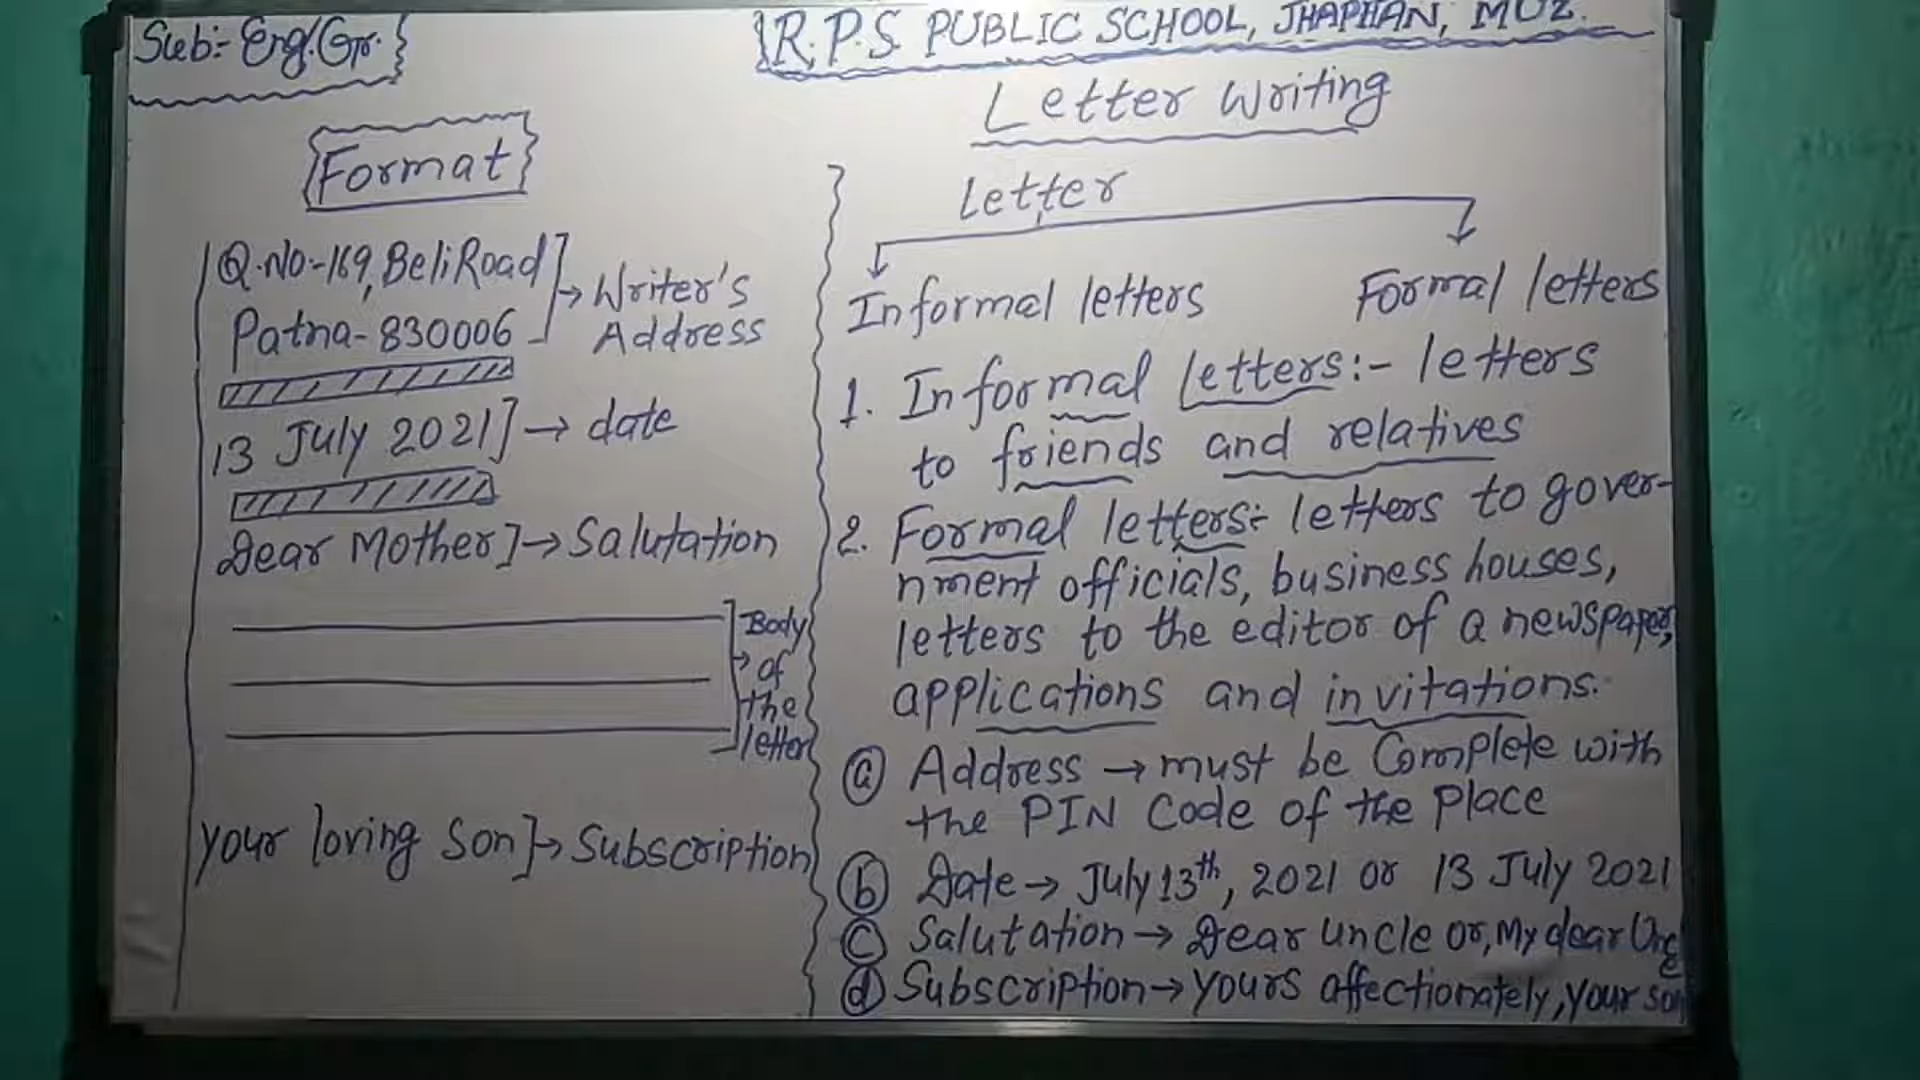 Sub:- Eng. Gr.
R.P.S PUBLIC SCHOOL, JHAPHAN, MUZ.
Letter Writing
Format
Q.No:-169, Beli Road
Patna-830006
→ Writer's
Address
13 July 2021] → date
Dear Mother] → Salutation
Body
→ of
the
letter
Your loving son] → Subscription
Letter
Informal letters
Formal letters
1. Informal letters:- letters
to friends and relatives
2. Formal letters:- letters to gover-
nment officials, business houses,
letters to the editor of a newspaper,
applications and invitations.
(a) Address → must be Complete with
the PIN Code of the Place
(b) Date → July 13th, 2021 or 13 July 2021
(c) Salutation → Dear uncle or, My dear Uncle
(d) Subscription → Yours affectionately, Your son